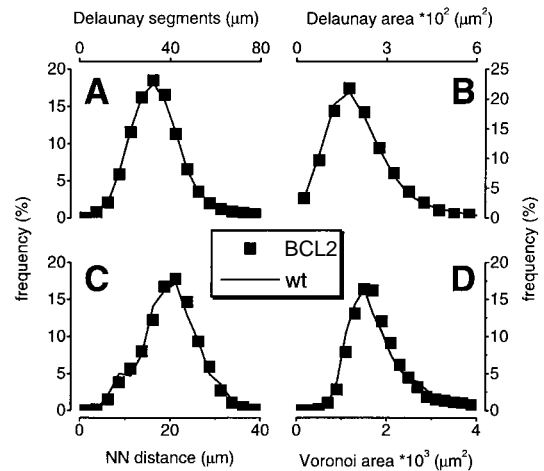 Delaunay segments (µm)
0 40 80
Delaunay area *10² (µm²)
0 3 6
frequency (%)
20
15
10
5
0
A
B
25
20
15
10
5
0
frequency (%)
BCL2
wt
20
15
10
5
0
C
D
20
15
10
5
0
0 20 40
NN distance (µm)
0 2 4
Voronoi area *10³ (µm²)